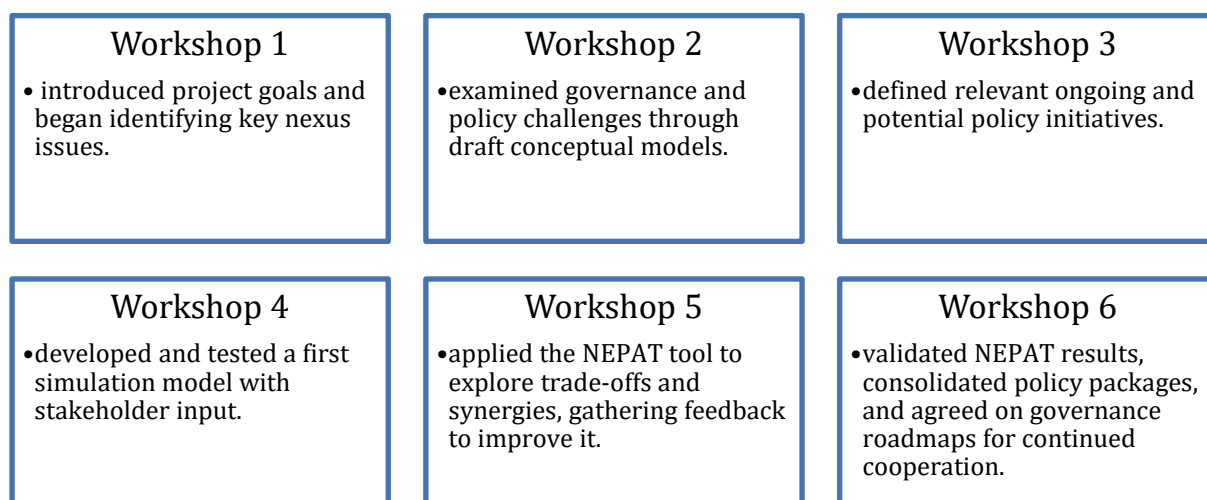 Workshop 1
• introduced project goals and
began identifying key nexus
issues.
Workshop 2
•examined governance and
policy challenges through
draft conceptual models.
Workshop 3
•defined relevant ongoing and
potential policy initiatives.
Workshop 4
•developed and tested a first
simulation model with
stakeholder input.
Workshop 5
•applied the NEPAT tool to
explore trade-offs and
synergies, gathering feedback
to improve it.
Workshop 6
•validated NEPAT results,
consolidated policy packages,
and agreed on governance
roadmaps for continued
cooperation.